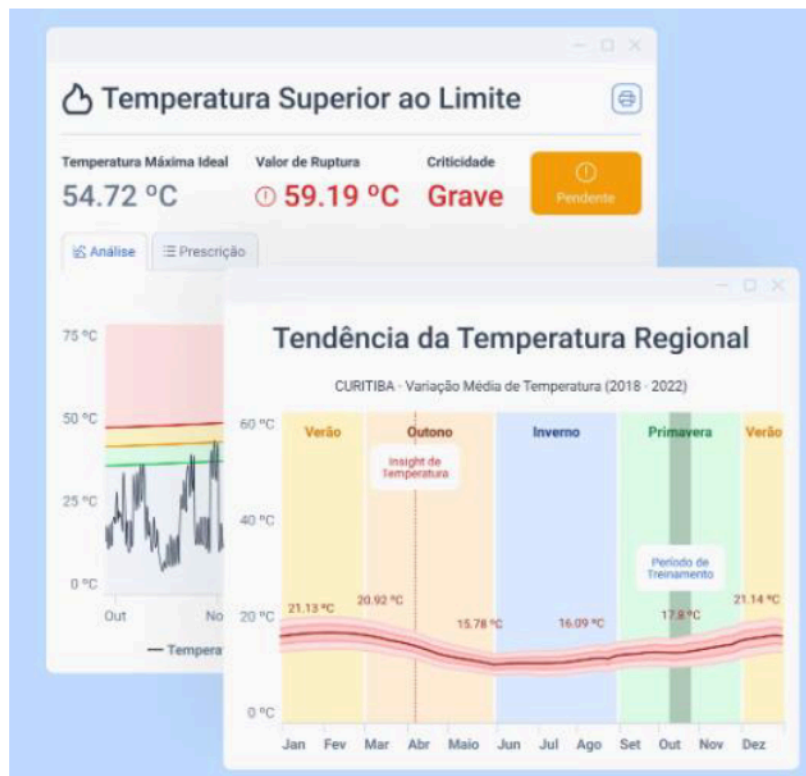 Temperatura Superior ao Limite
Temperatura Máxima Ideal
Valor de Ruptura
Criticidade
54.72 ºC
59.19 ºC
Grave
Pendente
Análise
Prescrição
75 ºC
50 ºC
25 ºC
0 ºC
Out
No
Tempera
Tendência da Temperatura Regional
CURITIBA - Variação Média de Temperatura (2018 - 2022)
60 ºC
40 ºC
20 ºC
0 ºC
Verão
Outono
Inverno
Primavera
Verão
Insight de
Temperatura
Período de
Treinamento
21.13 ºC
20.92 ºC
15.78 ºC
16.09 ºC
17.8 ºC
21.14 ºC
Jan Fev Mar Abr Maio Jun Jul Ago Set Out Nov Dez